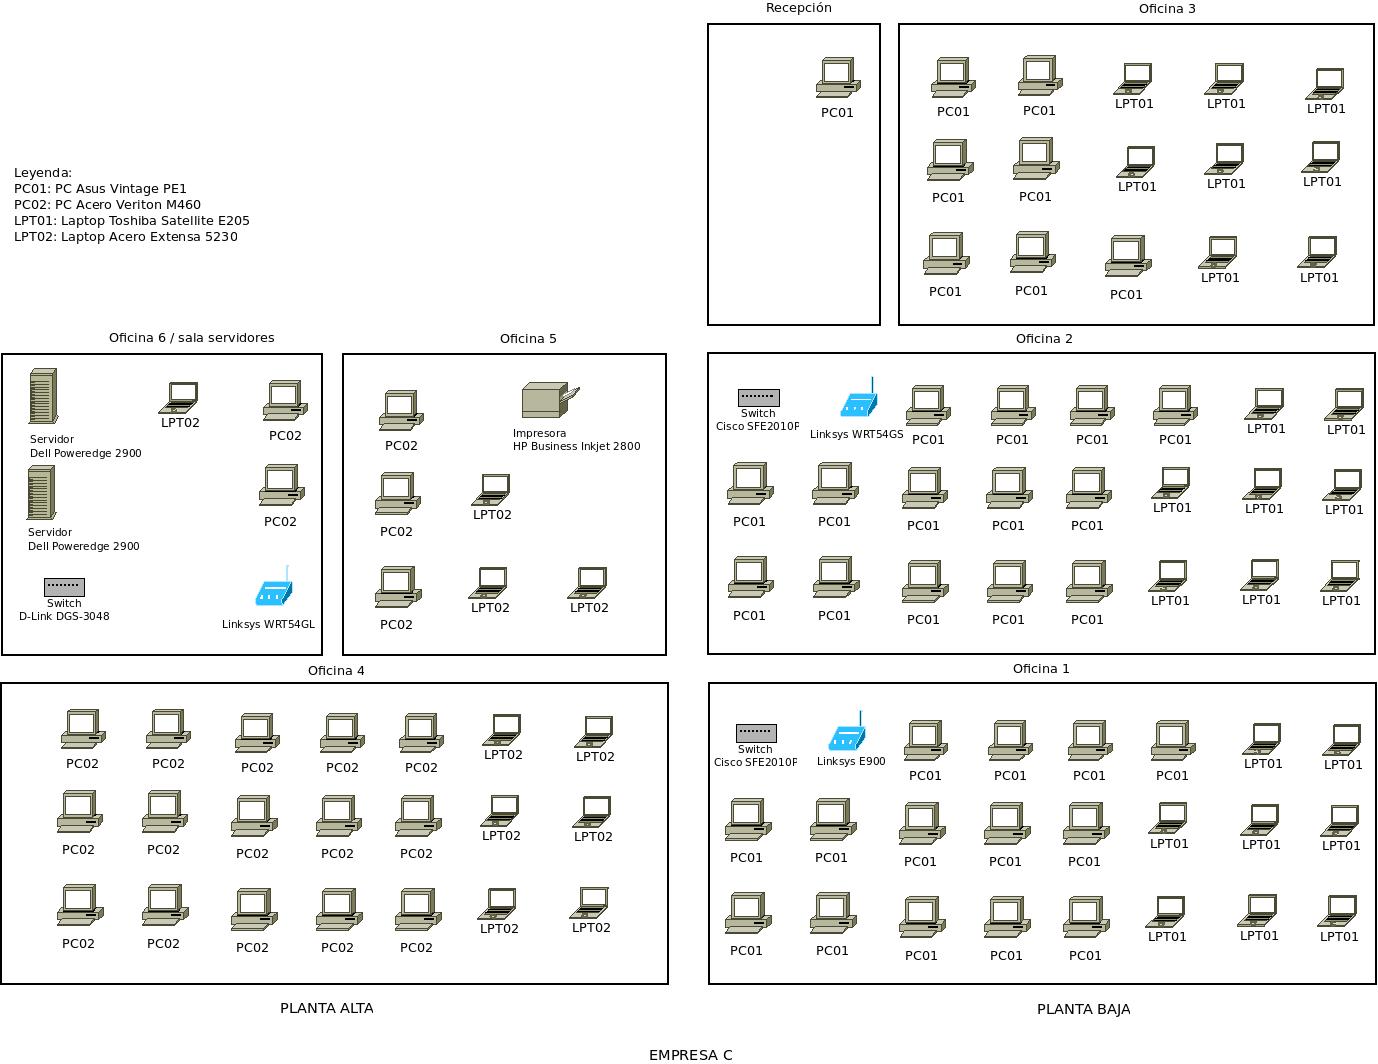 Recepción
Oficina 3
PC01
PC01 PC01 LPT01 LPT01 LPT01
PC01 PC01 LPT01 LPT01 LPT01
PC01 PC01 PC01 LPT01 LPT01
Leyenda:
PC01: PC Asus Vintage PE1
PC02: PC Acero Veriton M460
LPT01: Laptop Toshiba Satellite E205
LPT02: Laptop Acero Extensa 5230
Oficina 6 / sala servidores
Servidor
Dell Poweredge 2900
LPT02
PC02
Servidor
Dell Poweredge 2900
PC02
Switch
D-Link DGS-3048
Linksys WRT54GL
Oficina 5
PC02
Impresora
HP Business Inkjet 2800
PC02 LPT02
PC02 LPT02 LPT02
Oficina 2
Switch
Cisco SFE2010P
Linksys WRT54GS
PC01 PC01 PC01 PC01 LPT01 LPT01
PC01 PC01 PC01 PC01 PC01 LPT01 LPT01 LPT01
PC01 PC01 PC01 PC01 PC01 LPT01 LPT01 LPT01
Oficina 4
PC02 PC02 PC02 PC02 PC02 LPT02 LPT02
PC02 PC02 PC02 PC02 PC02 LPT02 LPT02
PC02 PC02 PC02 PC02 PC02 LPT02 LPT02
PLANTA ALTA
Oficina 1
Switch
Cisco SFE2010P
Linksys E900
PC01 PC01 PC01 PC01 LPT01 LPT01
PC01 PC01 PC01 PC01 PC01 LPT01 LPT01 LPT01
PC01 PC01 PC01 PC01 PC01 LPT01 LPT01 LPT01
PLANTA BAJA
EMPRESA C